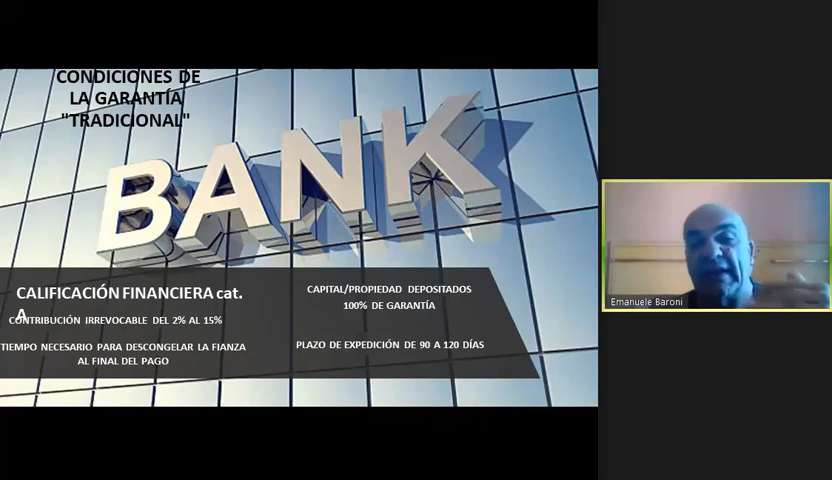 CONDICIONES DE
LA GARANTÍA
"TRADICIONAL"
BANK
CALIFICACIÓN FINANCIERA cat.
A
CONTRIBUCIÓN IRREVOCABLE DEL 2% AL 15%
TIEMPO NECESARIO PARA DESCONGELAR LA FIANZA
AL FINAL DEL PAGO
CAPITAL/PROPIEDAD DEPOSITADOS
100% DE GARANTÍA
PLAZO DE EXPEDICIÓN DE 90 A 120 DÍAS
Emanuele Baroni